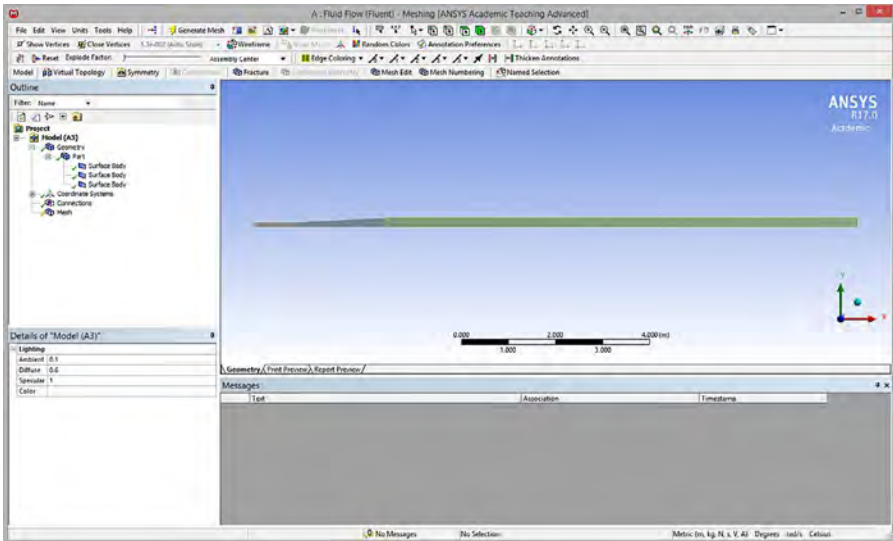 A : Fluid Flow (Fluent) - Meshing [ANSYS Academic Teaching Advanced]
File Edit View Units Tools Help Generate Mesh
Show Vertices Close Vertices Wireframe Random Colors Annotation Preferences
Reset Explode Factor: Assembly Center Edge Coloring Thicken Annotations
Model Virtual Topology Symmetry Fracture Mesh Edit Mesh Numbering Named Selection
Outline
Filter: Name
Project
Model (A3)
Geometry
Part
Surface Body
Surface Body
Surface Body
Coordinate Systems
Connections
Mesh
ANSYS
R17.0
Academic
Y
X
0.000 2.000 4.000 (m)
1.000 3.000
Details of "Model (A3)"
Lighting
Ambient 0.1
Diffuse 0.6
Specular 1
Color
Geometry Print Preview Report Preview
Messages
Text Association Timestamp
No Messages No Selection Metric (m, kg, N, s, V, A) Degrees rad/s Celsius